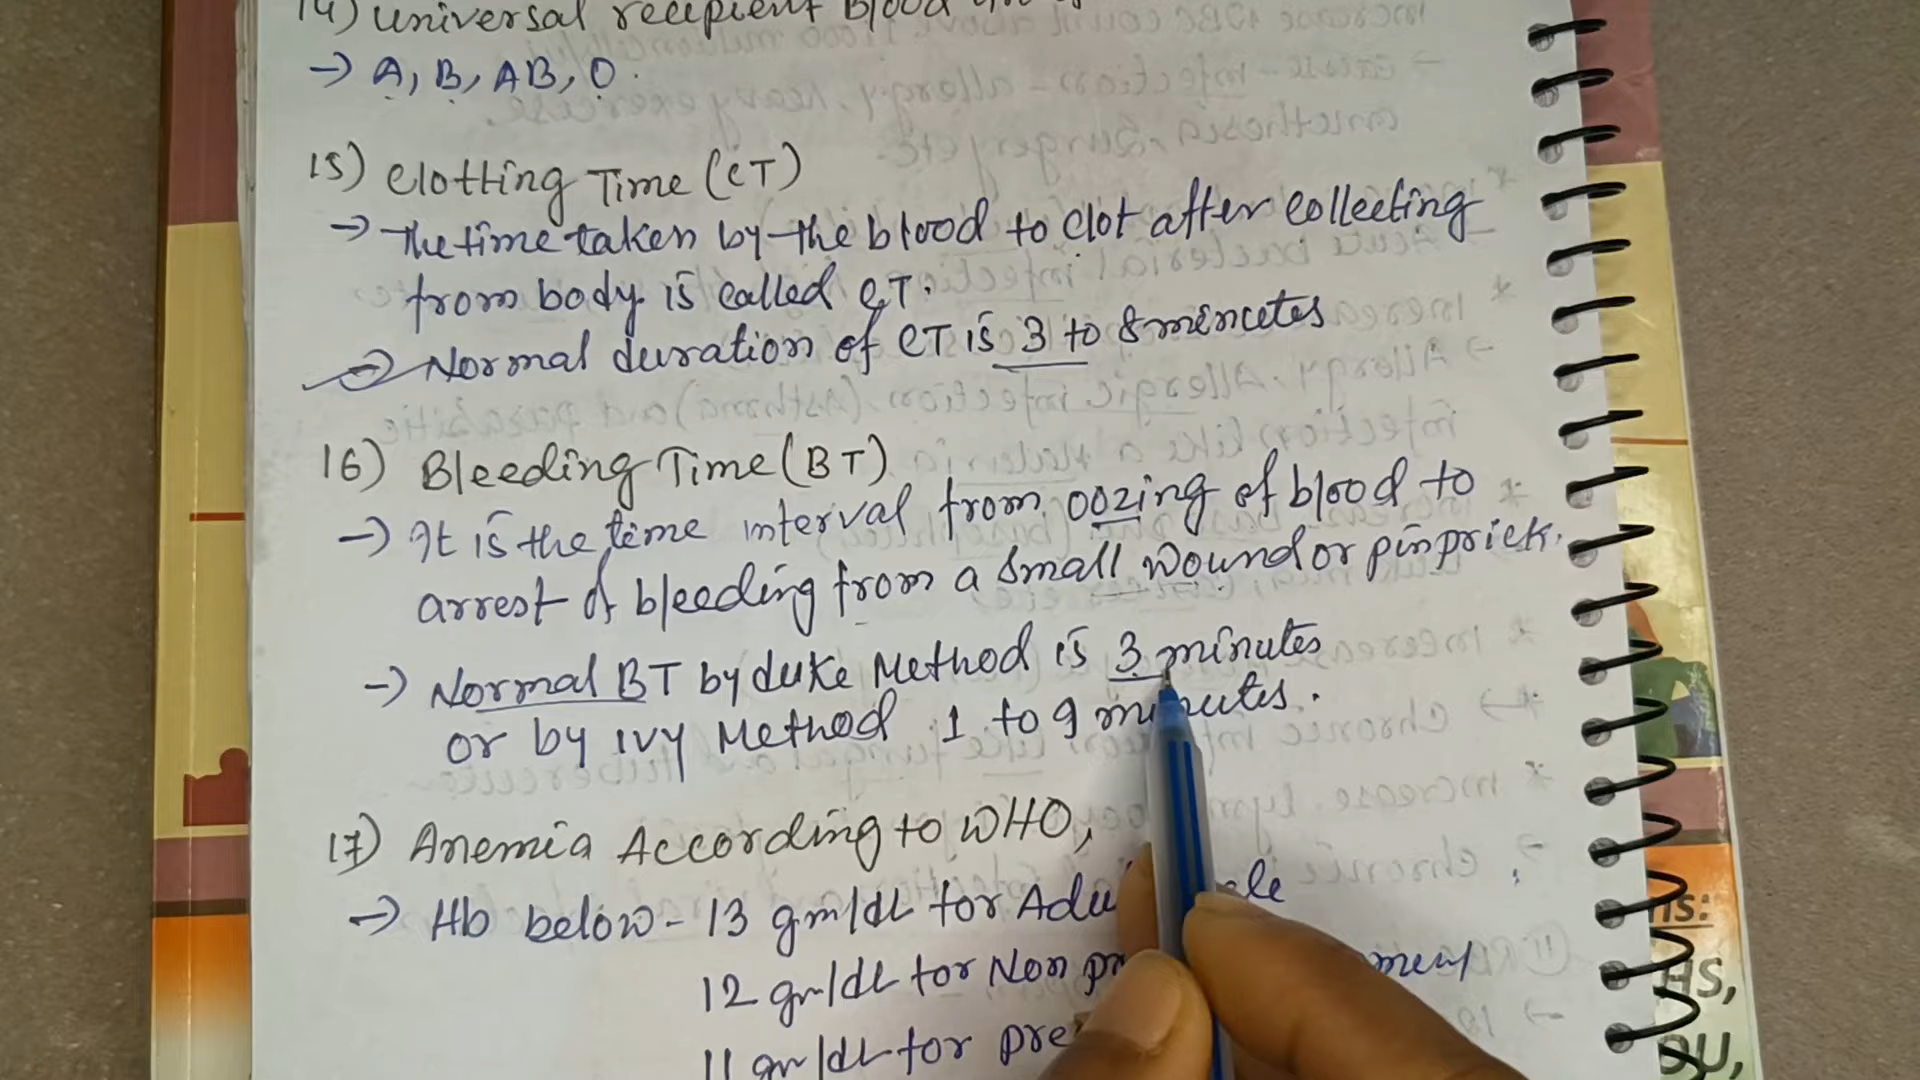 14) Universal recipient Blood
→ A, B, AB, O.
15) Clotting Time (CT)
→ The time taken by the blood to clot after collecting
from body is called CT.
→ Normal duration of CT is 3 to 8 minutes
16) Bleeding Time (BT)
→ It is the time interval from oozing of blood to
arrest of bleeding from a small wound or pinprick.
→ Normal BT by duke Method is 3 minutes
or by IVY Method 1 to 9 minutes.
17) Anemia According to WHO,
→ Hb below - 13 gm/dl for
12 gm/dl for Non
11 gm/dl for pre
HS,
OU,